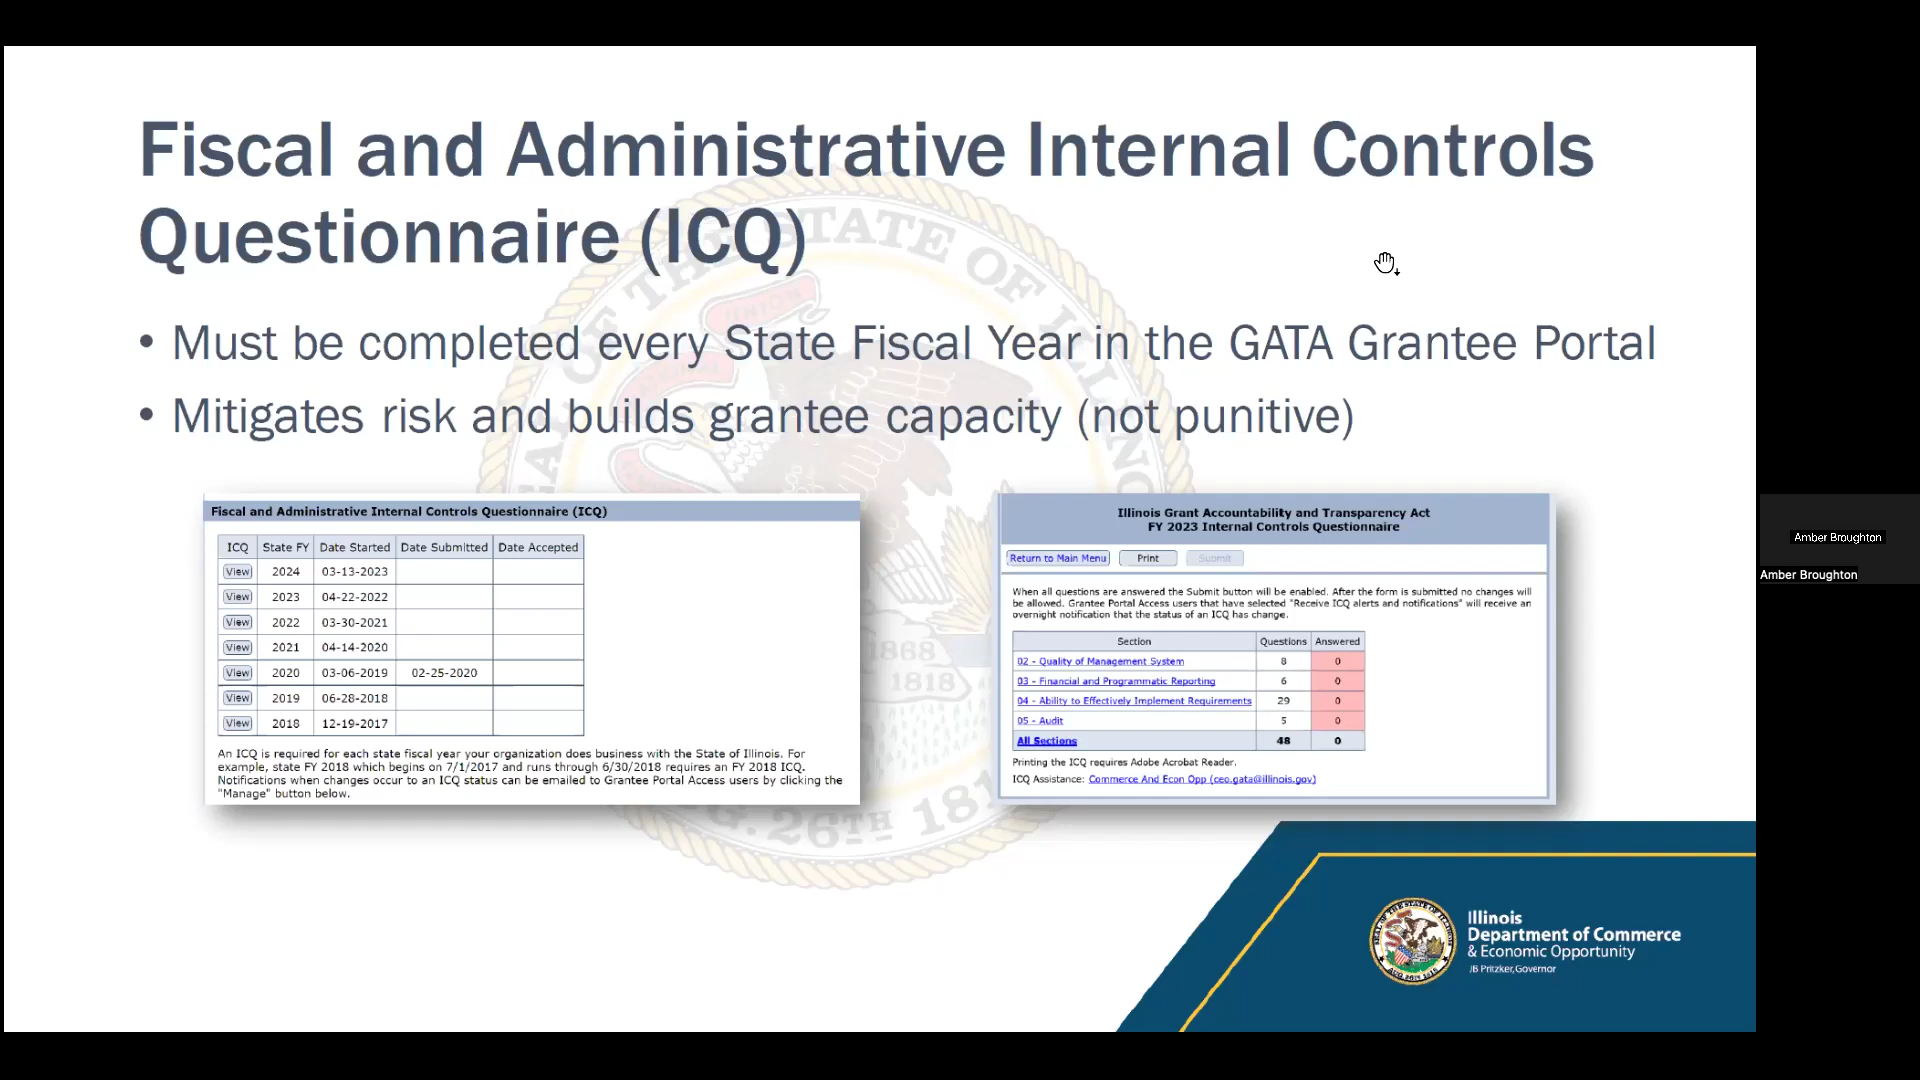 Fiscal and Administrative Internal Controls
Questionnaire (ICQ)
• Must be completed every State Fiscal Year in the GATA Grantee Portal
• Mitigates risk and builds grantee capacity (not punitive)
Fiscal and Administrative Internal Controls Questionnaire (ICQ)
ICQ State FY Date Started Date Submitted Date Accepted
View 2024 03-13-2023
View 2023 04-22-2022
View 2022 03-30-2021
View 2021 04-14-2020
View 2020 03-06-2019 02-25-2020
View 2019 06-28-2018
View 2018 12-19-2017
An ICQ is required for each state fiscal year your organization does business with the State of Illinois. For
example, state FY 2018 which begins on 7/1/2017 and runs through 6/30/2018 requires an FY 2018 ICQ.
Notifications when changes occur to an ICQ status can be emailed to Grantee Portal Access users by clicking the
"Manage" button below.
Illinois Grant Accountability and Transparency Act
FY 2023 Internal Controls Questionnaire
Return to Main Menu Print Submit
When all questions are answered the Submit button will be enabled. After the form is submitted no changes will
be allowed. Grantee Portal Access users that have selected "Receive ICQ alerts and notifications" will receive an
overnight notification that the status of an ICQ has change.
Section Questions Answered
02 - Quality of Management System 8 0
03 - Financial and Programmatic Reporting 6 0
04 - Ability to Effectively Implement Requirements 29 0
05 - Audit 5 0
All Sections 48 0
Printing the ICQ requires Adobe Acrobat Reader.
ICQ Assistance: Commerce And Econ Opp (ceo.gata@illinois.gov)
SEAL OF THE STATE OF ILLINOIS
UNION
1868
1818
AUG. 26TH 1818
Illinois
Department of Commerce
& Economic Opportunity
JB Pritzker, Governor
Amber Broughton
Amber Broughton